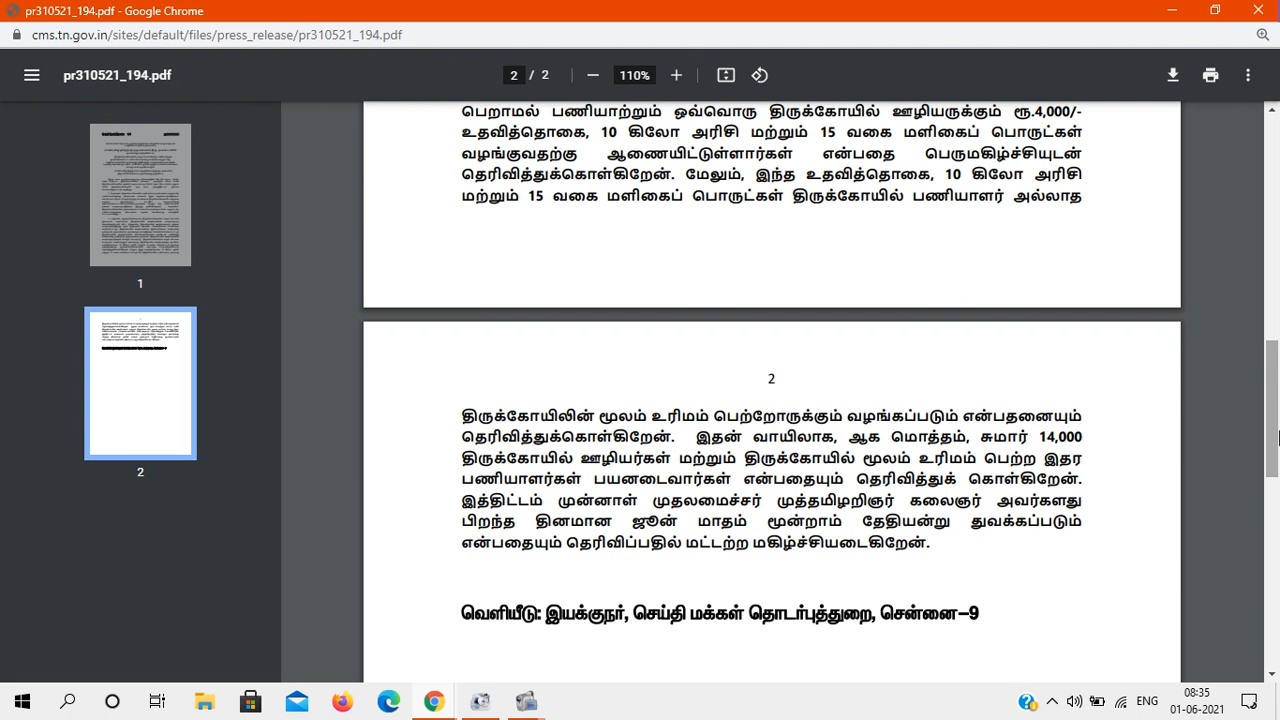 pr310521_194.pdf - Google Chrome
cms.tn.gov.in/sites/default/files/press_release/pr310521_194.pdf
pr310521_194.pdf
2 / 2
110%
1
2
பெறாமல் பணியாற்றும் ஒவ்வொரு திருக்கோயில் ஊழியருக்கும் ரூ.4,000/-
உதவித்தொகை, 10 கிலோ அரிசி மற்றும் 15 வகை மளிகைப் பொருட்கள்
வழங்குவதற்கு ஆணையிட்டுள்ளார்கள் என்பதை பெருமகிழ்ச்சியுடன்
தெரிவித்துக்கொள்கிறேன். மேலும், இந்த உதவித்தொகை, 10 கிலோ அரிசி
மற்றும் 15 வகை மளிகைப் பொருட்கள் திருக்கோயில் பணியாளர் அல்லாத
2
திருக்கோயிலின் மூலம் உரிமம் பெற்றோருக்கும் வழங்கப்படும் என்பதனையும்
தெரிவித்துக்கொள்கிறேன். இதன் வாயிலாக, ஆக மொத்தம், சுமார் 14,000
திருக்கோயில் ஊழியர்கள் மற்றும் திருக்கோயில் மூலம் உரிமம் பெற்ற இதர
பணியாளர்கள் பயனடைவார்கள் என்பதையும் தெரிவித்துக் கொள்கிறேன்.
இத்திட்டம் முன்னாள் முதலமைச்சர் முத்தமிழறிஞர் கலைஞர் அவர்களது
பிறந்த தினமான ஜூன் மாதம் மூன்றாம் தேதியன்று துவக்கப்படும்
என்பதையும் தெரிவிப்பதில் மட்டற்ற மகிழ்ச்சியடைகிறேன்.
வெளியீடு: இயக்குநர், செய்தி மக்கள் தொடர்புத்துறை, சென்னை-9
ENG
08:35
01-06-2021